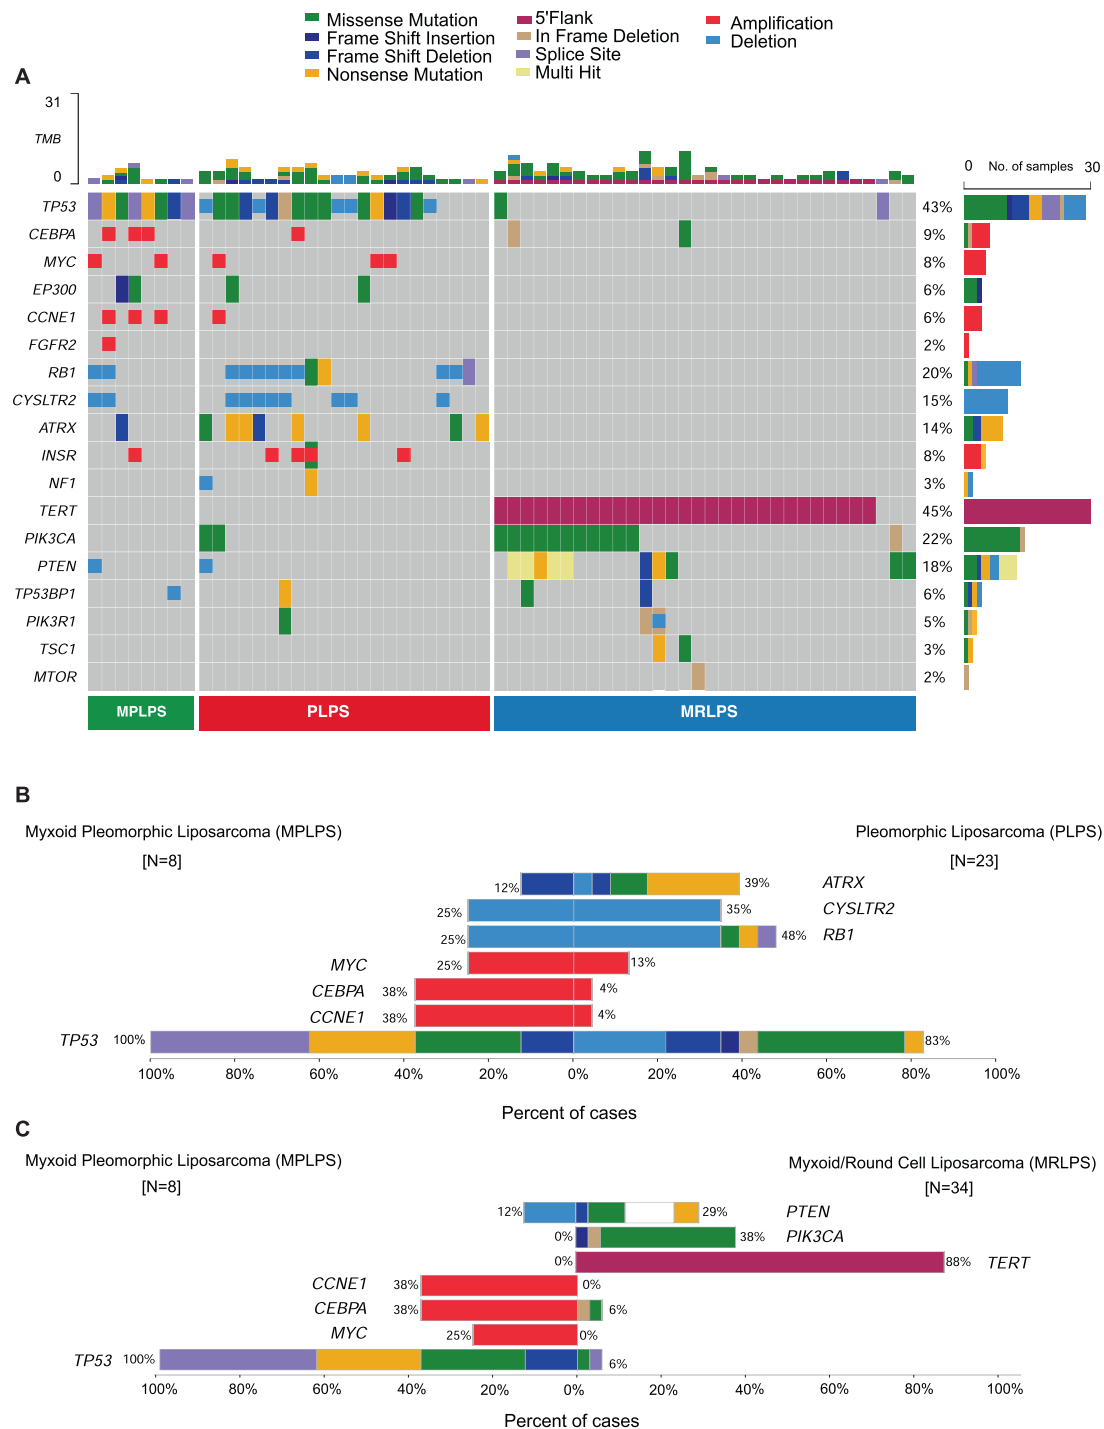 Missense Mutation
Frame Shift Insertion
Frame Shift Deletion
Nonsense Mutation
5'Flank
In Frame Deletion
Splice Site
Multi Hit
Amplification
Deletion
A
31
TMB
0
0 No. of samples 30
TP53 43%
CEBPA 9%
MYC 8%
EP300 6%
CCNE1 6%
FGFR2 2%
RB1 20%
CYSLTR2 15%
ATRX 14%
INSR 8%
NF1 3%
TERT 45%
PIK3CA 22%
PTEN 18%
TP53BP1 6%
PIK3R1 5%
TSC1 3%
MTOR 2%
MPLPS PLPS MRLPS
B
Myxoid Pleomorphic Liposarcoma (MPLPS) Pleomorphic Liposarcoma (PLPS)
[N=8] [N=23]
12% 39% ATRX
25% 35% CYSLTR2
25% 48% RB1
MYC 25% 13%
CEBPA 38% 4%
CCNE1 38% 4%
TP53 100% 83%
100% 80% 60% 40% 20% 0% 20% 40% 60% 80% 100%
Percent of cases
C
Myxoid Pleomorphic Liposarcoma (MPLPS) Myxoid/Round Cell Liposarcoma (MRLPS)
[N=8] [N=34]
12% 29% PTEN
0% 38% PIK3CA
0% 88% TERT
CCNE1 38% 0%
CEBPA 38% 6%
MYC 25% 0%
TP53 100% 6%
100% 80% 60% 40% 20% 0% 20% 40% 60% 80% 100%
Percent of cases